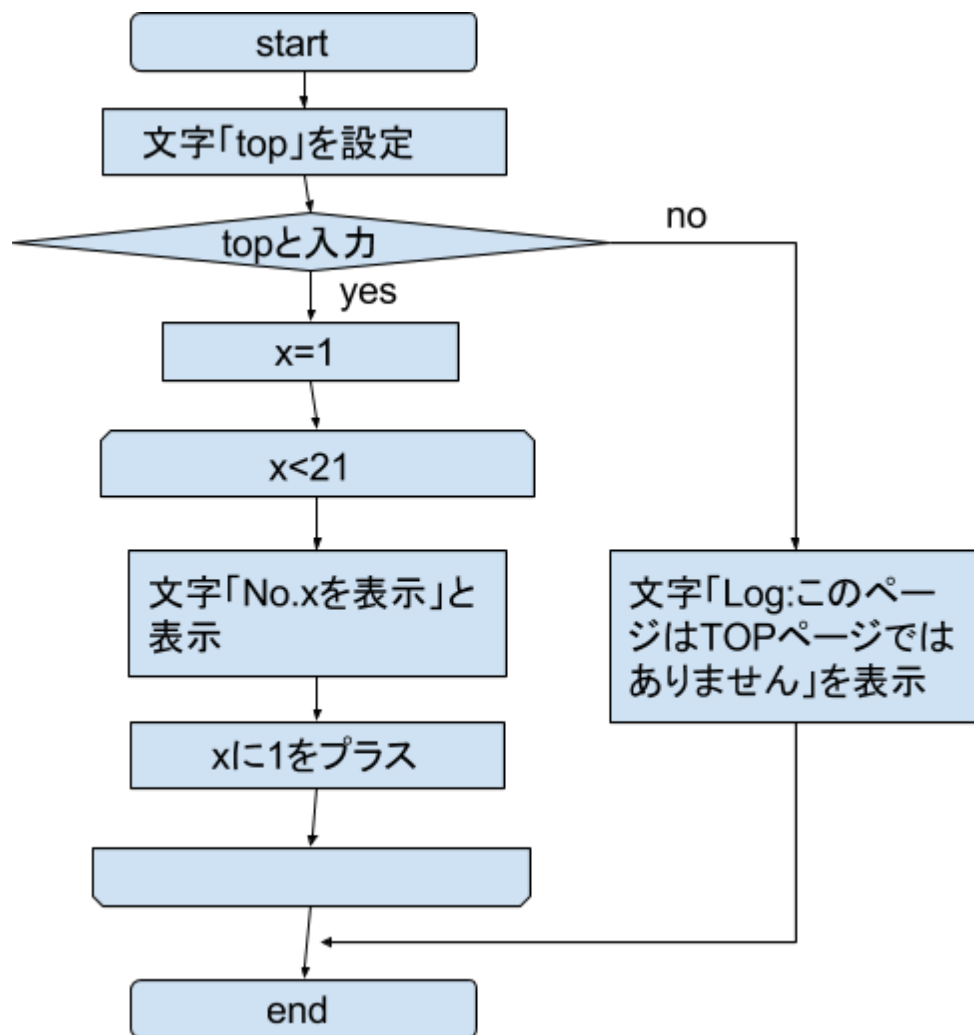 start
文字「top」を設定
topと入力
no
yes
x=1
x<21
文字「No.xを表示」と
表示
文字「Log:このペー
ジはTOPページでは
ありません」を表示
xに1をプラス
end